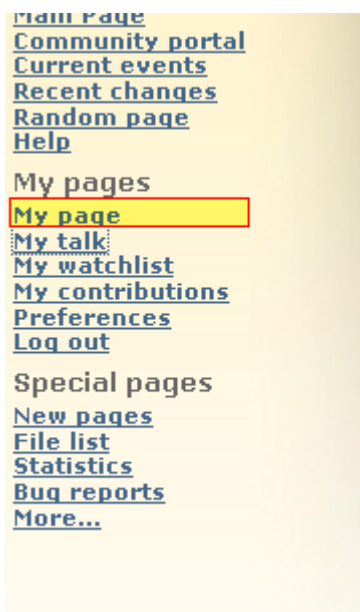 Main Page
Community portal
Current events
Recent changes
Random page
Help
My pages
My page
My talk
My watchlist
My contributions
Preferences
Log out
Special pages
New pages
File list
Statistics
Bug reports
More...